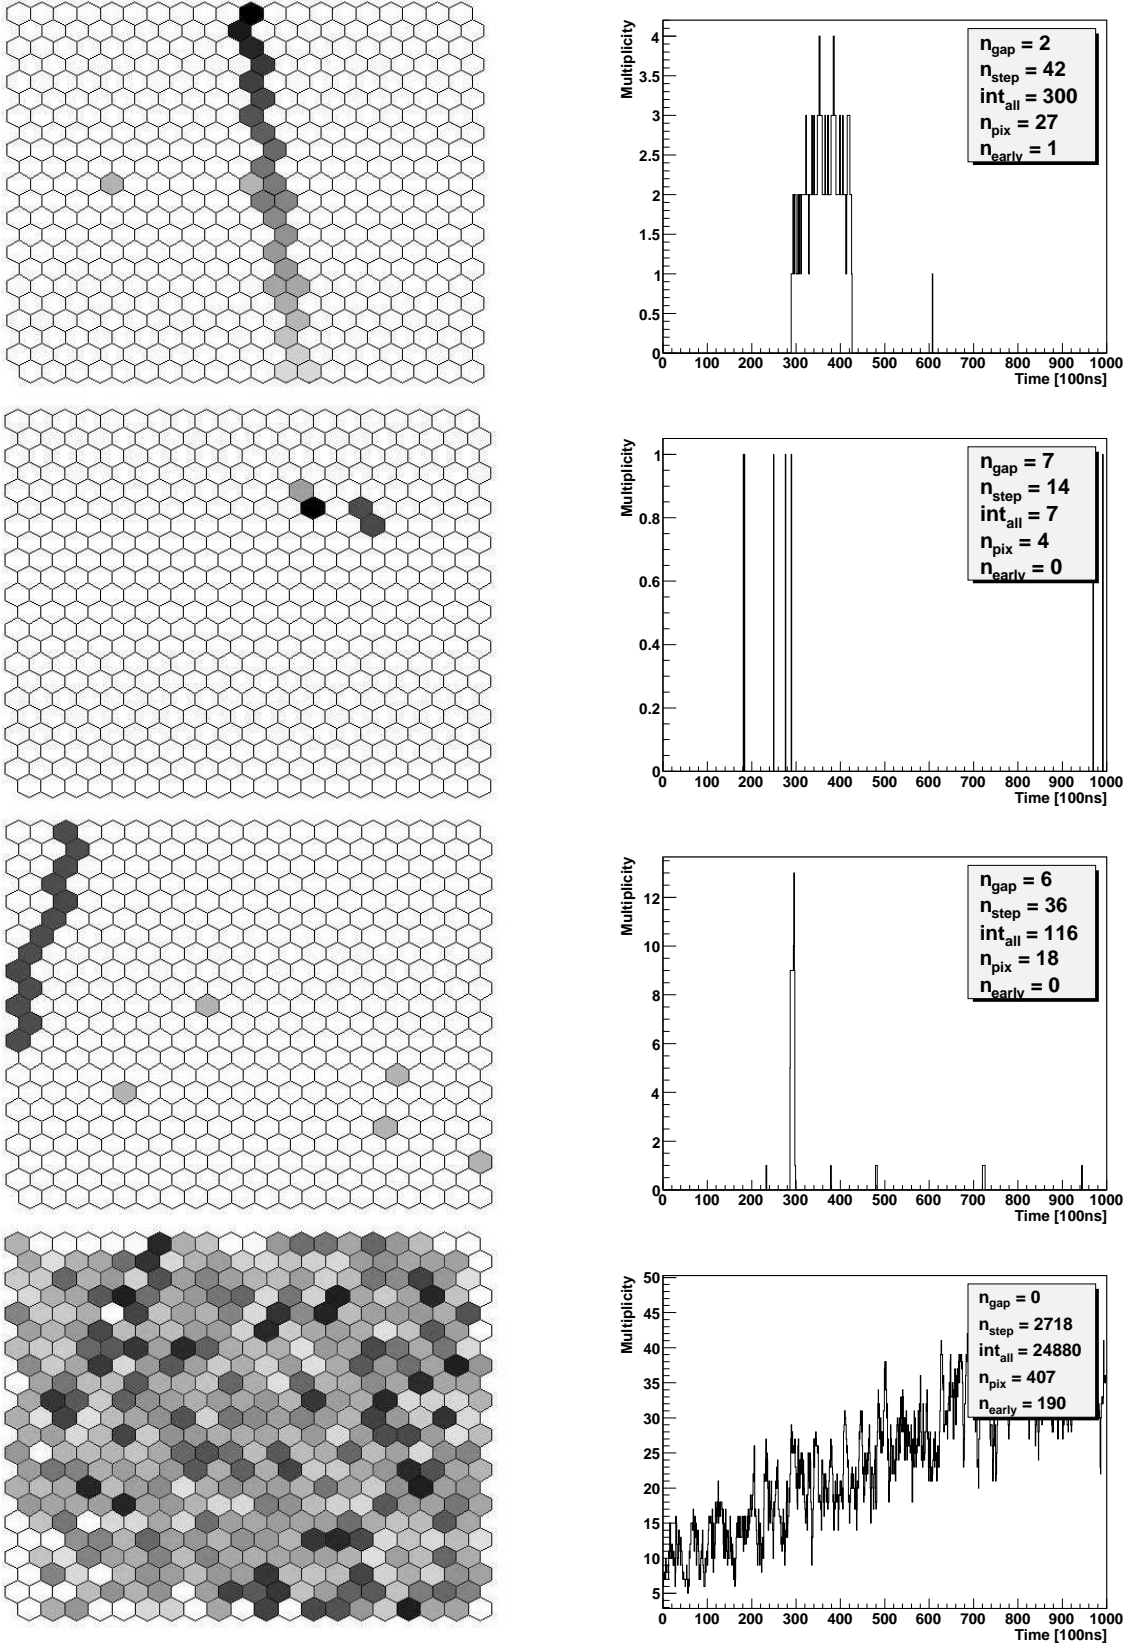 Multiplicity
n_gap = 2
n_step = 42
int_all = 300
n_pix = 27
n_early = 1
4
3.5
3
2.5
2
1.5
1
0.5
0
0 100 200 300 400 500 600 700 800 900 1000
Time [100ns]
Multiplicity
n_gap = 7
n_step = 14
int_all = 7
n_pix = 4
n_early = 0
1
0.8
0.6
0.4
0.2
0
0 100 200 300 400 500 600 700 800 900 1000
Time [100ns]
Multiplicity
n_gap = 6
n_step = 36
int_all = 116
n_pix = 18
n_early = 0
12
10
8
6
4
2
0
0 100 200 300 400 500 600 700 800 900 1000
Time [100ns]
Multiplicity
n_gap = 0
n_step = 2718
int_all = 24880
n_pix = 407
n_early = 190
50
45
40
35
30
25
20
15
10
5
0 100 200 300 400 500 600 700 800 900 1000
Time [100ns]